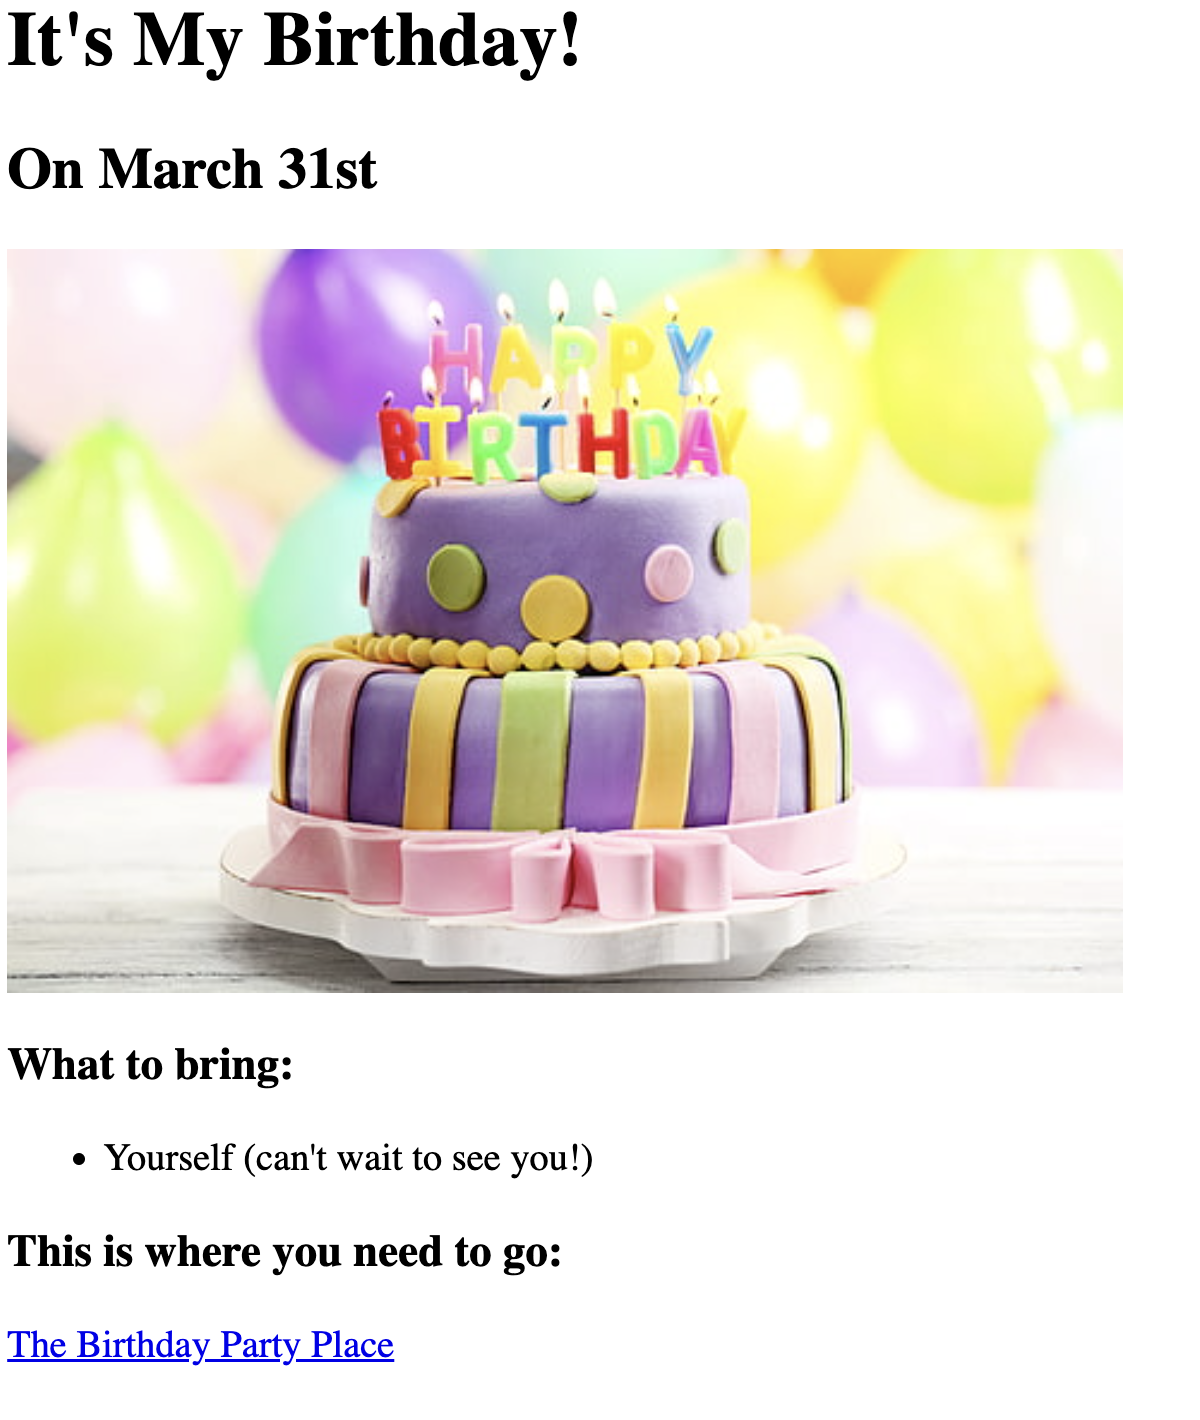 It's My Birthday!
On March 31st
HAPPY
BIRTHDAY
What to bring:
• Yourself (can't wait to see you!)
This is where you need to go:
The Birthday Party Place